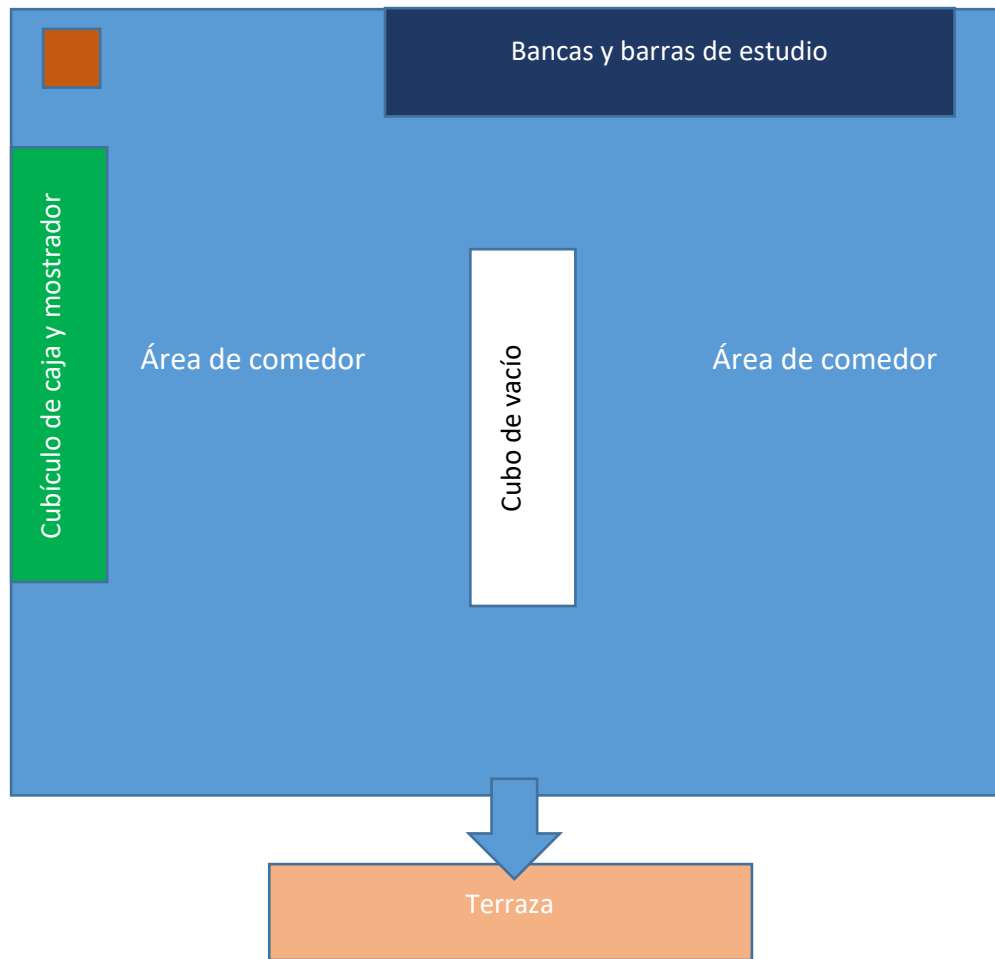 Bancas y barras de estudio
Cubículo de caja y mostrador
Área de comedor
Cubo de vacío
Área de comedor
Terraza